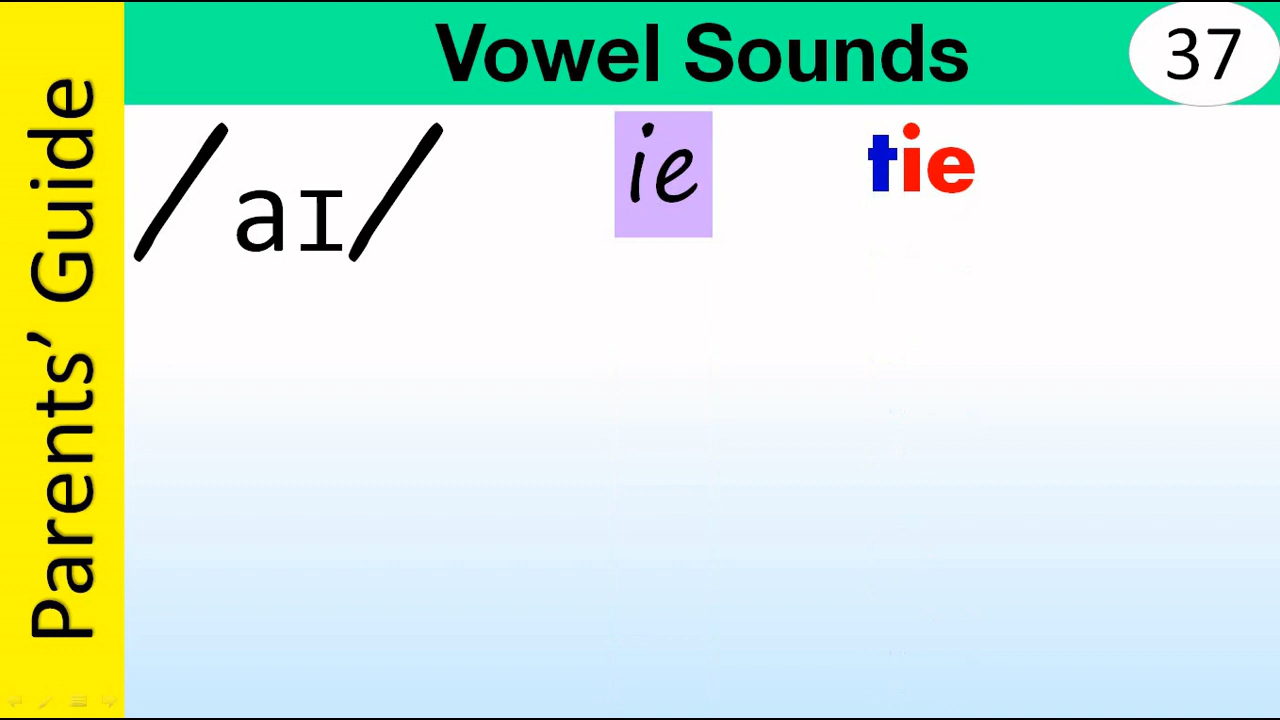 Parents’ Guide
Vowel Sounds
37
/aɪ/
ie
tie